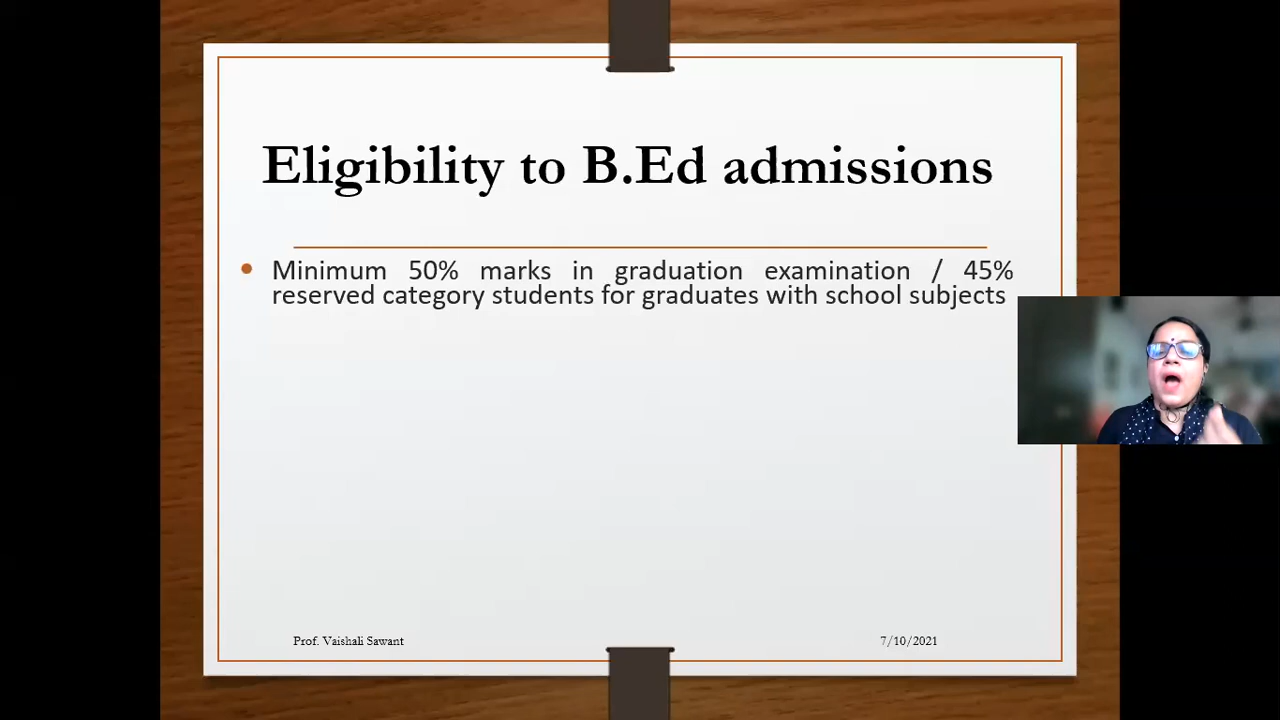 Eligibility to B.Ed admissions
Minimum 50% marks in graduation examination / 45%
reserved category students for graduates with school subjects
Prof. Vaishali Sawant
7/10/2021